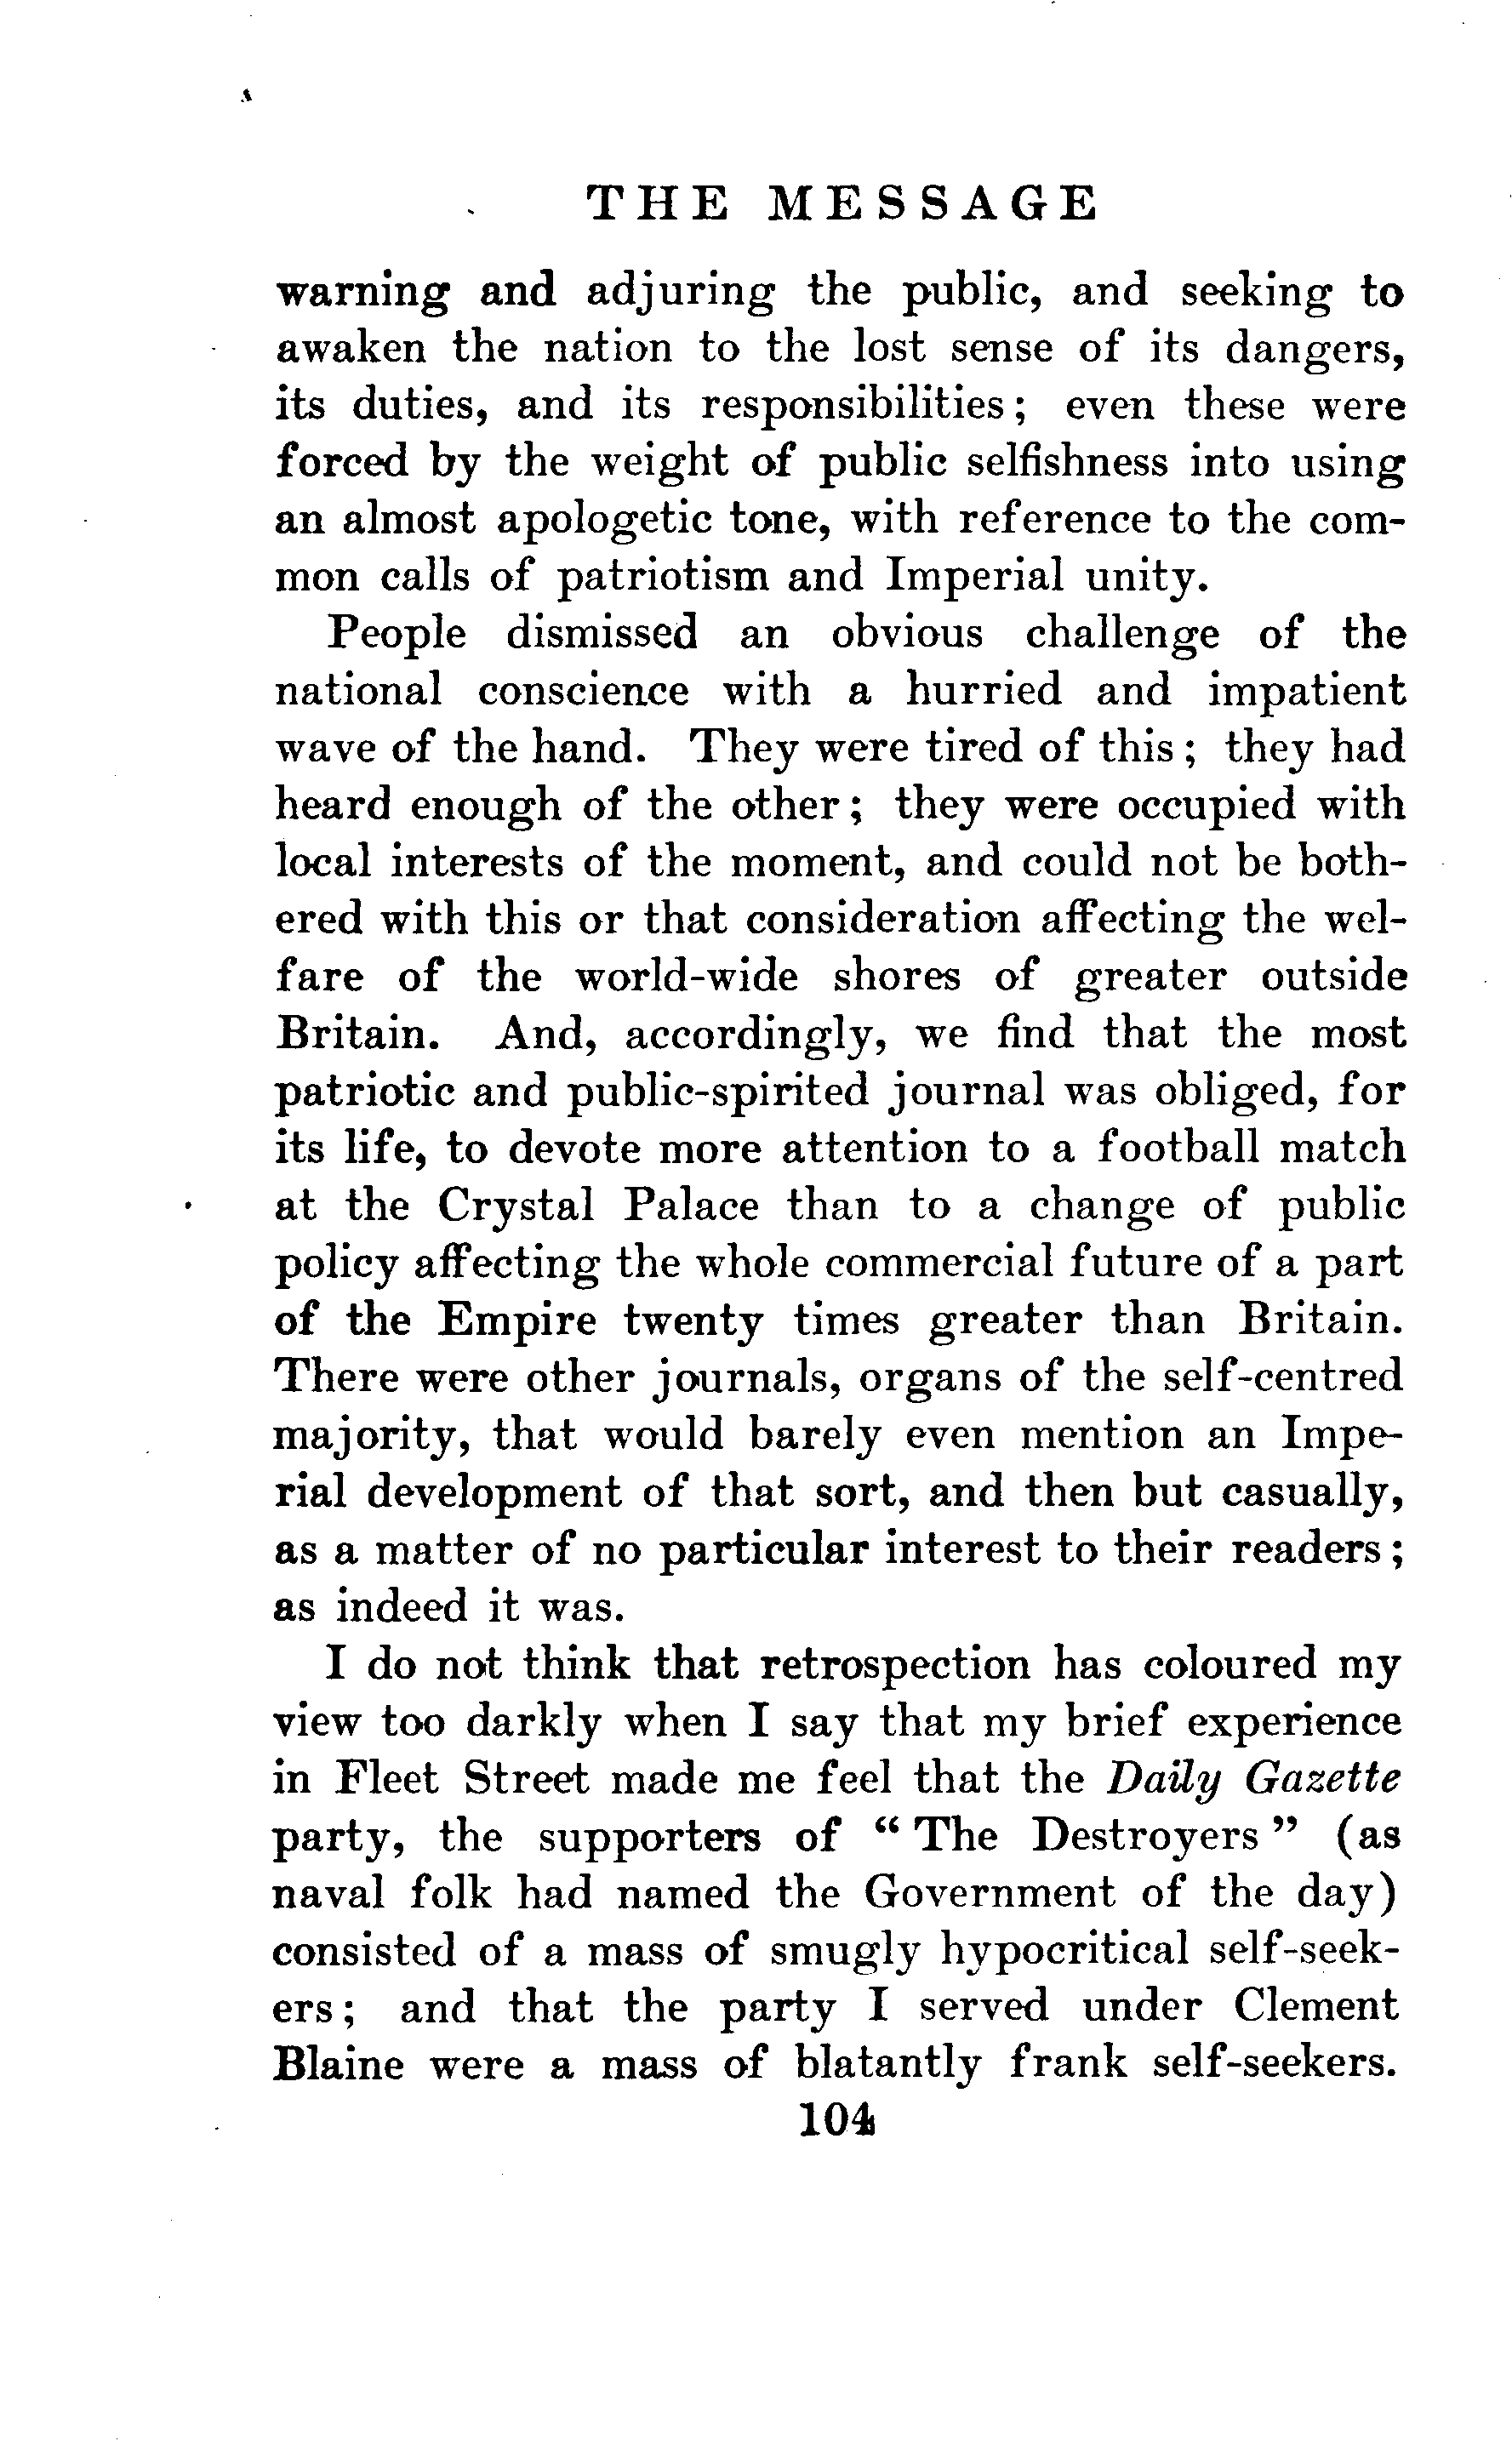 THE MESSAGE
warning and adjuring the public, and seeking to
awaken the nation to the lost sense of its dangers,
its duties, and its responsibilities; even these were
forced by the weight of public selfishness into using
an almost apologetic tone, with reference to the com-
mon calls of patriotism and Imperial unity.
People dismissed an obvious challenge of the
national conscience with a hurried and impatient
wave of the hand. They were tired of this; they had
heard enough of the other; they were occupied with
local interests of the moment, and could not be both-
ered with this or that consideration affecting the wel-
fare of the world-wide shores of greater outside
Britain. And, accordingly, we find that the most
patriotic and public-spirited journal was obliged, for
its life, to devote more attention to a football match
at the Crystal Palace than to a change of public
policy affecting the whole commercial future of a part
of the Empire twenty times greater than Britain.
There were other journals, organs of the self-centred
majority, that would barely even mention an Impe-
rial development of that sort, and then but casually,
as a matter of no particular interest to their readers;
as indeed it was.
I do not think that retrospection has coloured my
view too darkly when I say that my brief experience
in Fleet Street made me feel that the Daily Gazette
party, the supporters of “The Destroyers” (as
naval folk had named the Government of the day)
consisted of a mass of smugly hypocritical self-seek-
ers; and that the party I served under Clement
Blaine were a mass of blatantly frank self-seekers.
104